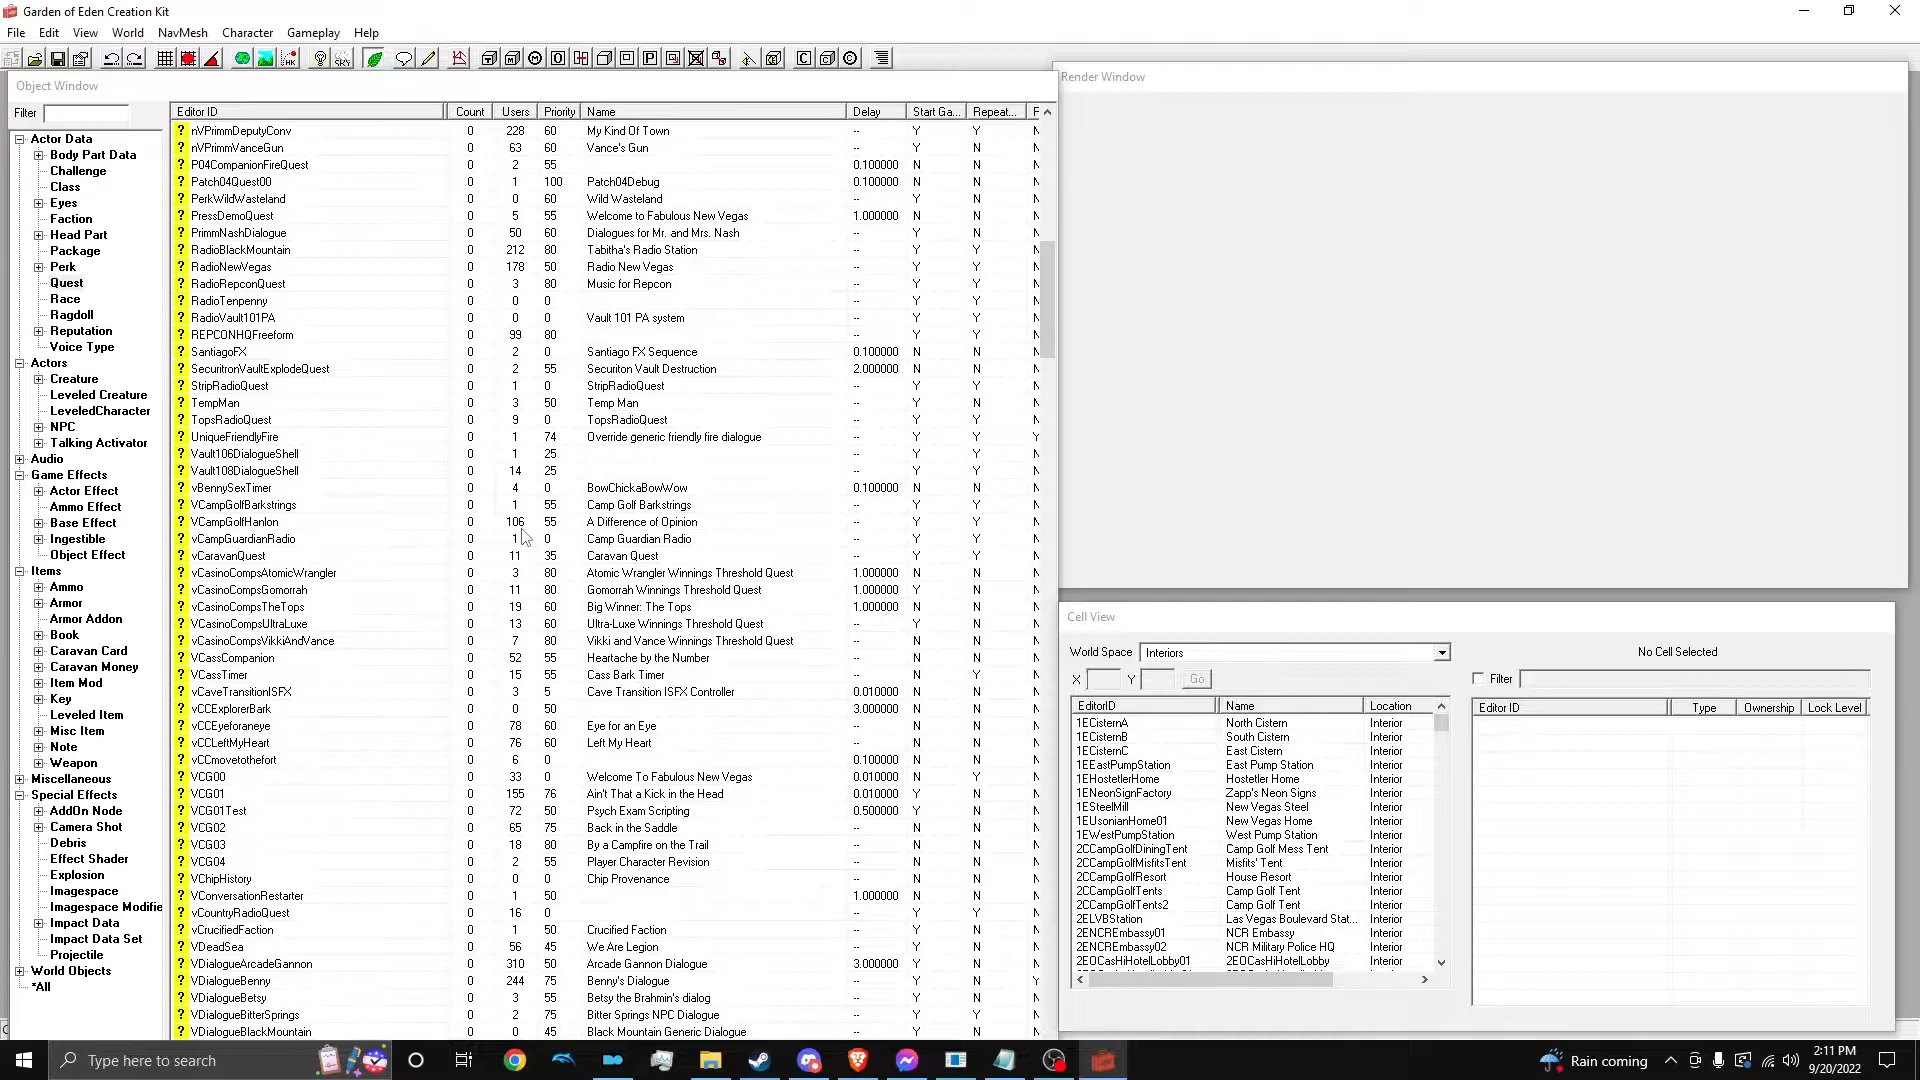 Garden of Eden Creation Kit
File Edit View World NavMesh Character Gameplay Help
Object Window
Render Window
Filter
Editor ID Count Users Priority Name Delay Start Ga... Repeat...
Actor Data
Body Part Data
Challenge
Class
Eyes
Faction
Head Part
Package
Perk
Quest
Race
Ragdoll
Reputation
Voice Type
Actors
Creature
Leveled Creature
LeveledCharacter
NPC
Talking Activator
Audio
Game Effects
Actor Effect
Ammo Effect
Base Effect
Ingestible
Object Effect
Items
Ammo
Armor
Armor Addon
Book
Caravan Card
Caravan Money
Item Mod
Key
Leveled Item
Misc Item
Note
Weapon
Miscellaneous
Special Effects
AddOn Node
Camera Shot
Debris
Effect Shader
Explosion
Imagespace
Imagespace Modifie
Impact Data
Impact Data Set
Projectile
World Objects
*All
? nVPrimmDeputyConv 0 228 60 My Kind Of Town -- Y Y N
? nVPrimmVanceGun 0 63 60 Vance's Gun -- Y N N
? P04CompanionFireQuest 0 2 55 0.100000 N N N
? Patch04Quest00 0 1 100 Patch04Debug 0.100000 N N N
? PerkWildWasteland 0 0 60 Wild Wasteland -- Y N N
? PressDemoQuest 0 5 55 Welcome to Fabulous New Vegas 1.000000 N N N
? PrimmNashDialogue 0 50 60 Dialogues for Mr. and Mrs. Nash -- Y N N
? RadioBlackMountain 0 212 80 Tabitha's Radio Station -- Y Y N
? RadioNewVegas 0 178 50 Radio New Vegas -- Y Y N
? RadioRepconQuest 0 3 80 Music for Repcon -- Y Y N
? RadioTenpenny 0 0 0 -- Y Y N
? RadioVault101PA 0 0 0 Vault 101 PA system -- Y Y N
? REPCONHQFreeform 0 99 80 -- Y Y N
? SantiagoFX 0 2 0 Santiago FX Sequence 0.100000 N N N
? SecuritronVaultExplodeQuest 0 2 55 Securiton Vault Destruction 2.000000 N N N
? StripRadioQuest 0 1 0 StripRadioQuest -- Y Y N
? TempMan 0 3 50 Temp Man -- Y N N
? TopsRadioQuest 0 9 0 TopsRadioQuest -- Y Y N
? UniqueFriendlyFire 0 1 74 Override generic friendly fire dialogue -- Y Y Y
? Vault106DialogueShell 0 1 25 -- Y Y N
? Vault108DialogueShell 0 14 25 -- Y Y N
? vBennySexTimer 0 4 0 BowChickaBowWow 0.100000 N N N
? VCampGolfBarkstrings 0 1 55 Camp Golf Barkstrings -- Y Y N
? VCampGolfHanlon 0 106 55 A Difference of Opinion -- Y Y N
? vCampGuardianRadio 0 1 0 Camp Guardian Radio -- Y Y N
? vCaravanQuest 0 11 35 Caravan Quest -- Y Y N
? vCasinoCompsAtomicWrangler 0 3 80 Atomic Wrangler Winnings Threshold Quest 1.000000 N N N
? vCasinoCompsGomorrah 0 11 80 Gomorrah Winnings Threshold Quest 1.000000 N N N
? vCasinoCompsTheTops 0 19 60 Big Winner: The Tops 1.000000 N N N
? vCasinoCompsUltraLuxe 0 13 60 Ultra-Luxe Winnings Threshold Quest -- Y N N
? vCasinoCompsVikkiAndVance 0 7 80 Vikki and Vance Winnings Threshold Quest -- Y N N
? VCassCompanion 0 52 55 Heartache by the Number -- Y Y N
? VCassTimer 0 15 55 Cass Bark Timer -- N Y N
? vCaveTransitionISFX 0 3 5 Cave Transition ISFX Controller 0.010000 N N N
? vCCExplorerBark 0 0 50 3.000000 N N N
? vCCEyeforaneye 0 78 60 Eye for an Eye -- Y N N
? vCCLeftMyHeart 0 76 60 Left My Heart -- Y N N
? vCCmovetothefort 0 6 0 0.100000 N N N
? VCG00 0 33 0 Welcome To Fabulous New Vegas 0.010000 N Y N
? VCG01 0 155 76 Ain't That a Kick in the Head 0.010000 N N N
? VCG01Test 0 72 50 Psych Exam Scripting 0.500000 N N N
? VCG02 0 65 75 Back in the Saddle -- N N N
? VCG03 0 18 80 By a Campfire on the Trail -- N N N
? VCG04 0 2 55 Player Character Revision -- N N N
? VChipHistory 0 0 0 Chip Provenance -- N N N
? VConversationRestarter 0 1 50 1.000000 N N N
? vCountryRadioQuest 0 16 0 -- Y Y N
? vCrucifiedFaction 0 1 50 Crucified Faction -- Y N N
? VDeadSea 0 56 45 We Are Legion -- Y N N
? VDialogueArcadeGannon 0 310 50 Arcade Gannon Dialogue 3.000000 Y N N
? VDialogueBenny 0 244 75 Benny's Dialogue -- Y N N
? VDialogueBetsy 0 3 55 Betsy the Brahmin's dialog -- Y Y N
? VDialogueBitterSprings 0 2 75 Bitter Springs NPC Dialogue -- Y Y N
? VDialogueBlackMountain 0 0 45 Black Mountain Generic Dialogue -- Y N N
Cell View
World Space Interiors No Cell Selected
X Y Go Filter
EditorID Name Location
1ECisternA North Cistern Interior
1ECisternB South Cistern Interior
1ECisternC East Cistern Interior
1EEastPumpStation East Pump Station Interior
1EHostetlerHome Hostetler Home Interior
1ENeonSignFactory Zapp's Neon Signs Interior
1ESteelMill New Vegas Steel Interior
1EUsonianHome01 New Vegas Home Interior
1EWestPumpStation West Pump Station Interior
2CCampGolfDiningTent Camp Golf Mess Tent Interior
2CCampGolfMisfitsTent Misfits' Tent Interior
2CCampGolfResort House Resort Interior
2CCampGolfTents Camp Golf Tent Interior
2CCampGolfTents2 Camp Golf Tent Interior
2ELVBStation Las Vegas Boulevard Stat... Interior
2ENCREmbassy01 NCR Embassy Interior
2ENCREmbassy02 NCR Military Police HQ Interior
2EOCasHiHotelLobby01 2EOCasHiHotelLobby Interior
Editor ID Type Ownership Lock Level
Type here to search
Rain coming
2:11 PM
9/20/2022